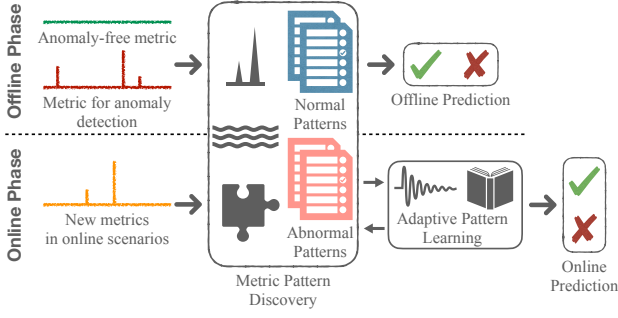 Offline Phase
Anomaly-free metric
Metric for anomaly
detection
Normal
Patterns
Offline Prediction
Online Phase
New metrics
in online scenarios
Abnormal
Patterns
Adaptive Pattern
Learning
Metric Pattern
Discovery
Online
Prediction